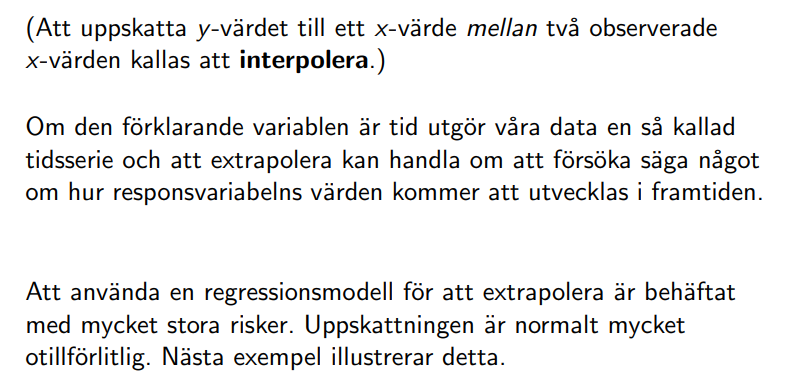 (Att uppskatta y-värdet till ett x-värde mellan två observerade
x-värden kallas att interpolera.)
Om den förklarande variablen är tid utgör våra data en så kallad
tidsserie och att extrapolera kan handla om att försöka säga något
om hur responsvariabelns värden kommer att utvecklas i framtiden.
Att använda en regressionsmodell för att extrapolera är behäftat
med mycket stora risker. Uppskattningen är normalt mycket
otillförlitlig. Nästa exempel illustrerar detta.